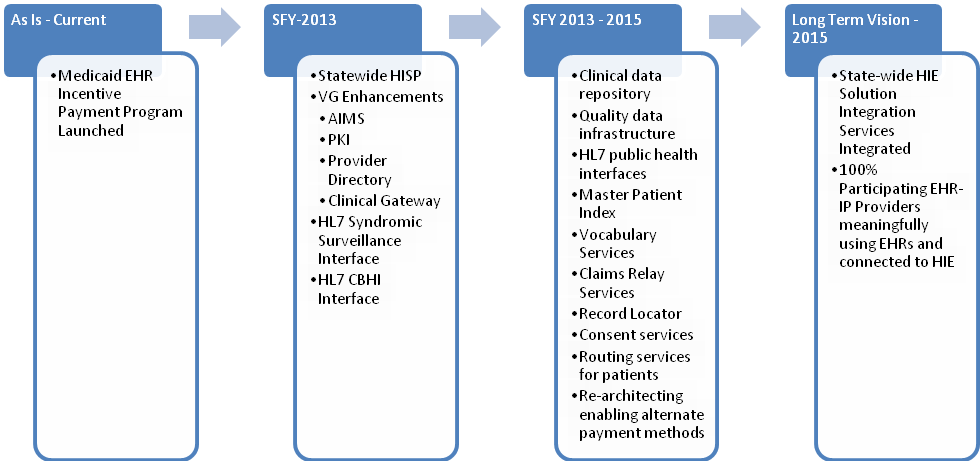 As Is - Current
•Medicaid EHR
Incentive
Payment Program
Launched
SFY-2013
•Statewide HISP
•VG Enhancements
•AIMS
•PKI
•Provider
Directory
•Clinical Gateway
•HL7 Syndromic
Surveillance
Interface
•HL7 CBHI
Interface
SFY 2013 - 2015
•Clinical data
repository
•Quality data
infrastructure
•HL7 public health
interfaces
•Master Patient
Index
•Vocabulary
Services
•Claims Relay
Services
•Record Locator
•Consent services
•Routing services
for patients
•Re-architecting
enabling alternate
payment methods
Long Term Vision -
2015
•State-wide HIE
Solution
Integration
Services
Integrated
•100%
Participating EHR-
IP Providers
meaningfully
using EHRs and
connected to HIE